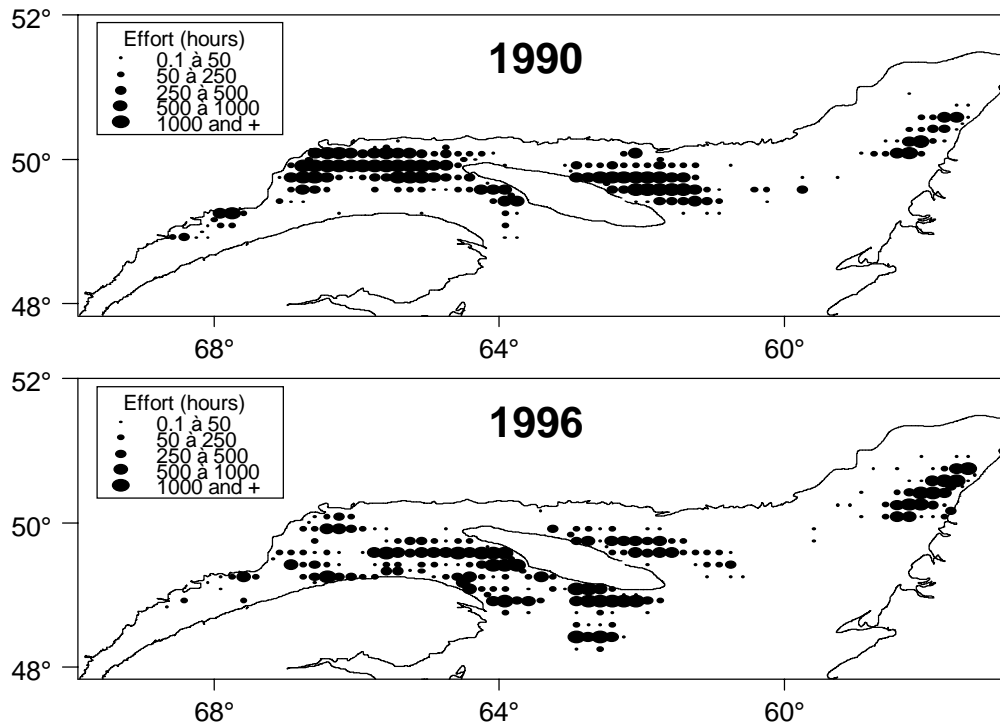 52°
Effort (hours)
0.1 à 50
50 à 250
250 à 500
500 à 1000
1000 and +
1990
50°
48°
68°
64°
60°
52°
Effort (hours)
0.1 à 50
50 à 250
250 à 500
500 à 1000
1000 and +
1996
50°
48°
68°
64°
60°